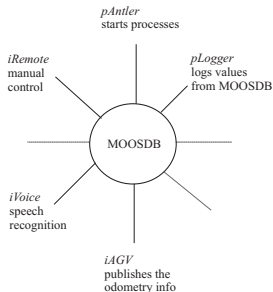 pAntler
starts processes
iRemote
manual
control
pLogger
logs values
from MOOSDB
MOOSDB
iVoice
speech
recognition
iAGV
publishes the
odometry info